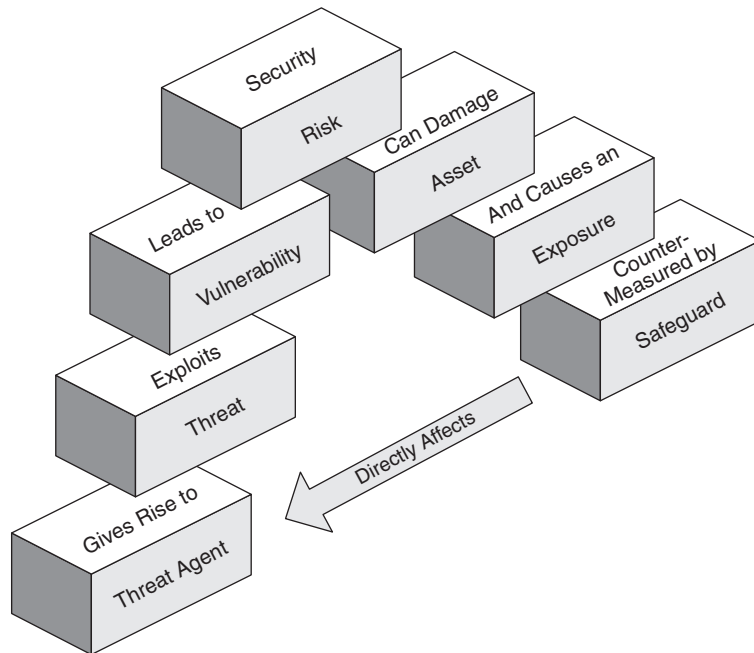 Security
Risk
Can Damage
Asset
And Causes an
Exposure
Counter-
Measured by
Safeguard
Leads to
Vulnerability
Exploits
Threat
Gives Rise to
Threat Agent
Directly Affects